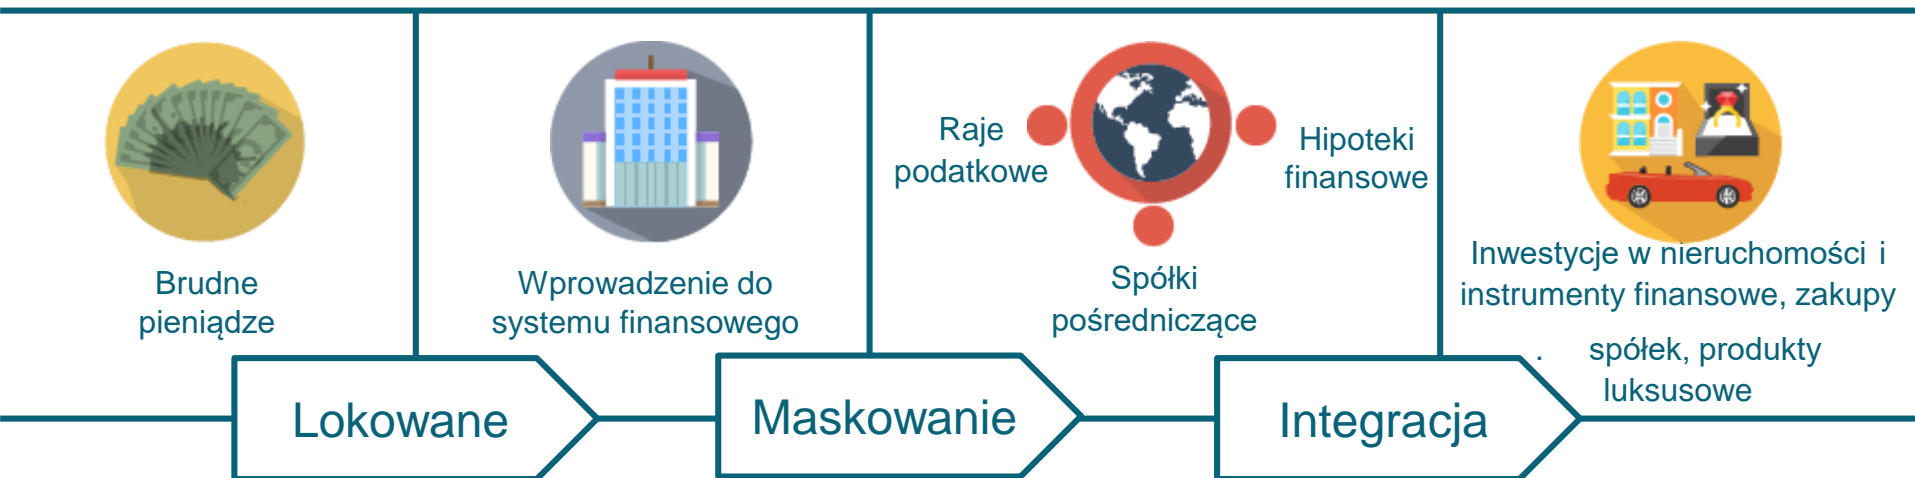 Brudne
pieniądze
Wprowadzenie do
systemu finansowego
Raje
podatkowe
Hipoteki
finansowe
Spółki
pośredniczące
Inwestycje w nieruchomości i
instrumenty finansowe, zakupy
. spółek, produkty
luksusowe
Lokowane
Maskowanie
Integracja